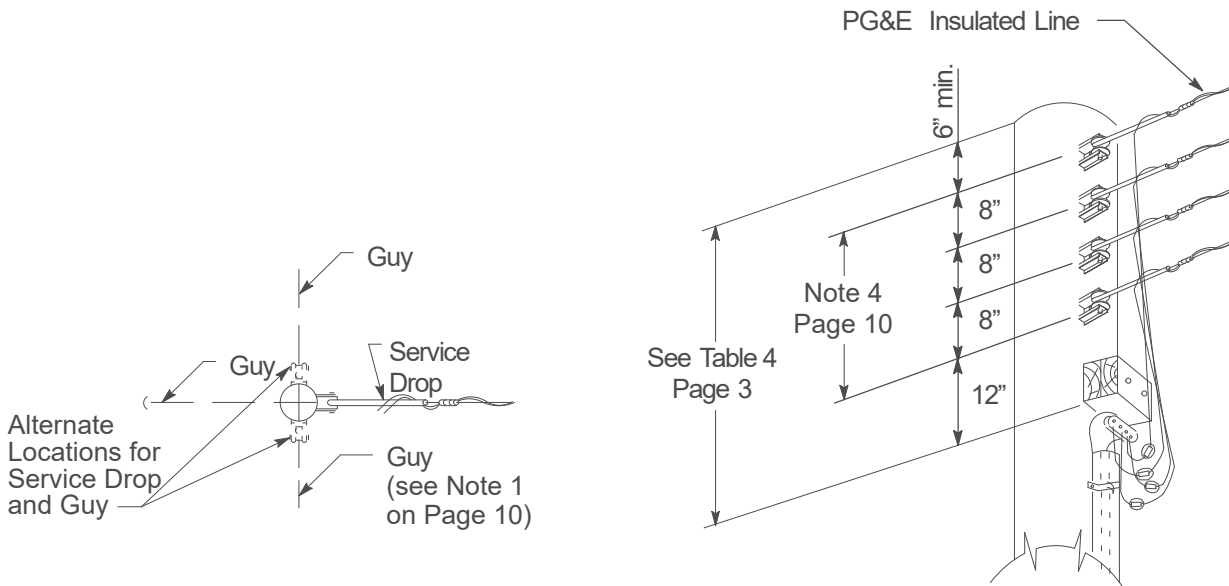 Guy
Guy
Service
Drop
Alternate
Locations for
Service Drop
and Guy
Guy
(see Note 1
on Page 10)
PG&E Insulated Line
6” min.
8”
8”
8”
12”
Note 4
Page 10
See Table 4
Page 3